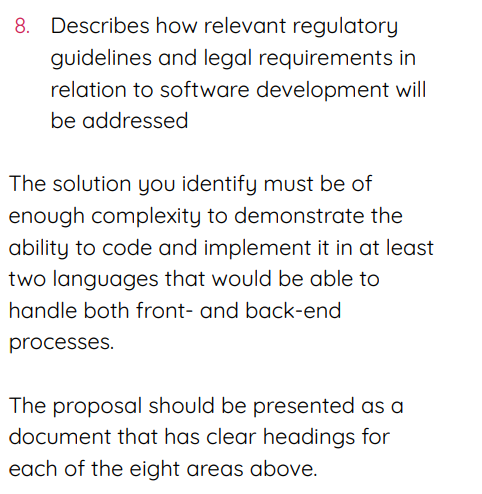 8. Describes how relevant regulatory
guidelines and legal requirements in
relation to software development will
be addressed
The solution you identify must be of
enough complexity to demonstrate the
ability to code and implement it in at least
two languages that would be able to
handle both front- and back-end
processes.
The proposal should be presented as a
document that has clear headings for
each of the eight areas above.